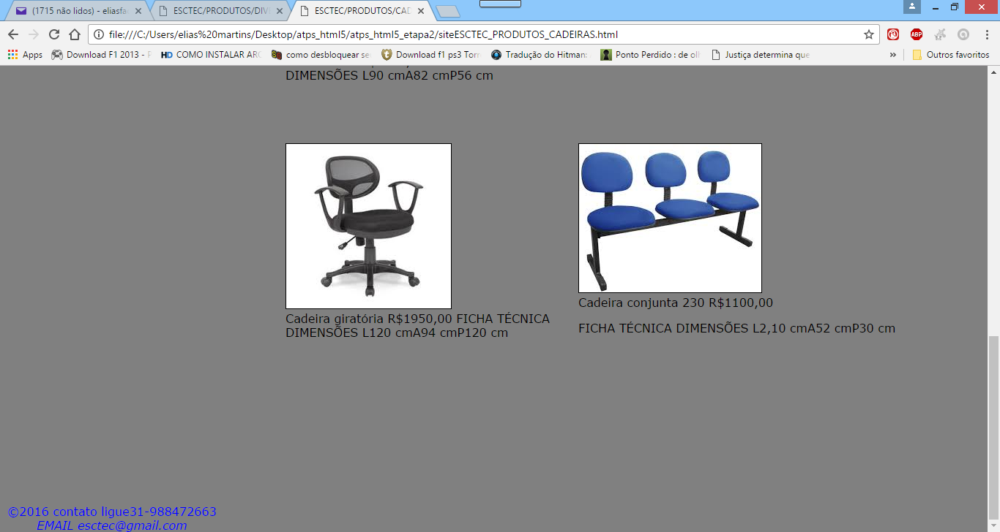 (1715 não lidos) - eliasfa
ESCTEC/PRODUTOS/DIV
ESCTEC/PRODUTOS/CAD
file:///C:/Users/elias%20martins/Desktop/atps_html5/atps_html5_etapa2/siteESCTEC_PRODUTOS_CADEIRAS.html
ABP
Apps
Download F1 2013 - F
HD COMO INSTALAR ARC
como desbloquear se
Download f1 ps3 Torr
Tradução do Hitman:
Ponto Perdido : de oll
Justiça determina que
» Outros favoritos
DIMENSÕES L90 cmA82 cmP56 cm
Cadeira giratória R$1950,00 FICHA TÉCNICA
DIMENSÕES L120 cmA94 cmP120 cm
Cadeira conjunta 230 R$1100,00
FICHA TÉCNICA DIMENSÕES L2,10 cmA52 cmP30 cm
©2016 contato ligue31-988472663
EMAIL esctec@gmail.com